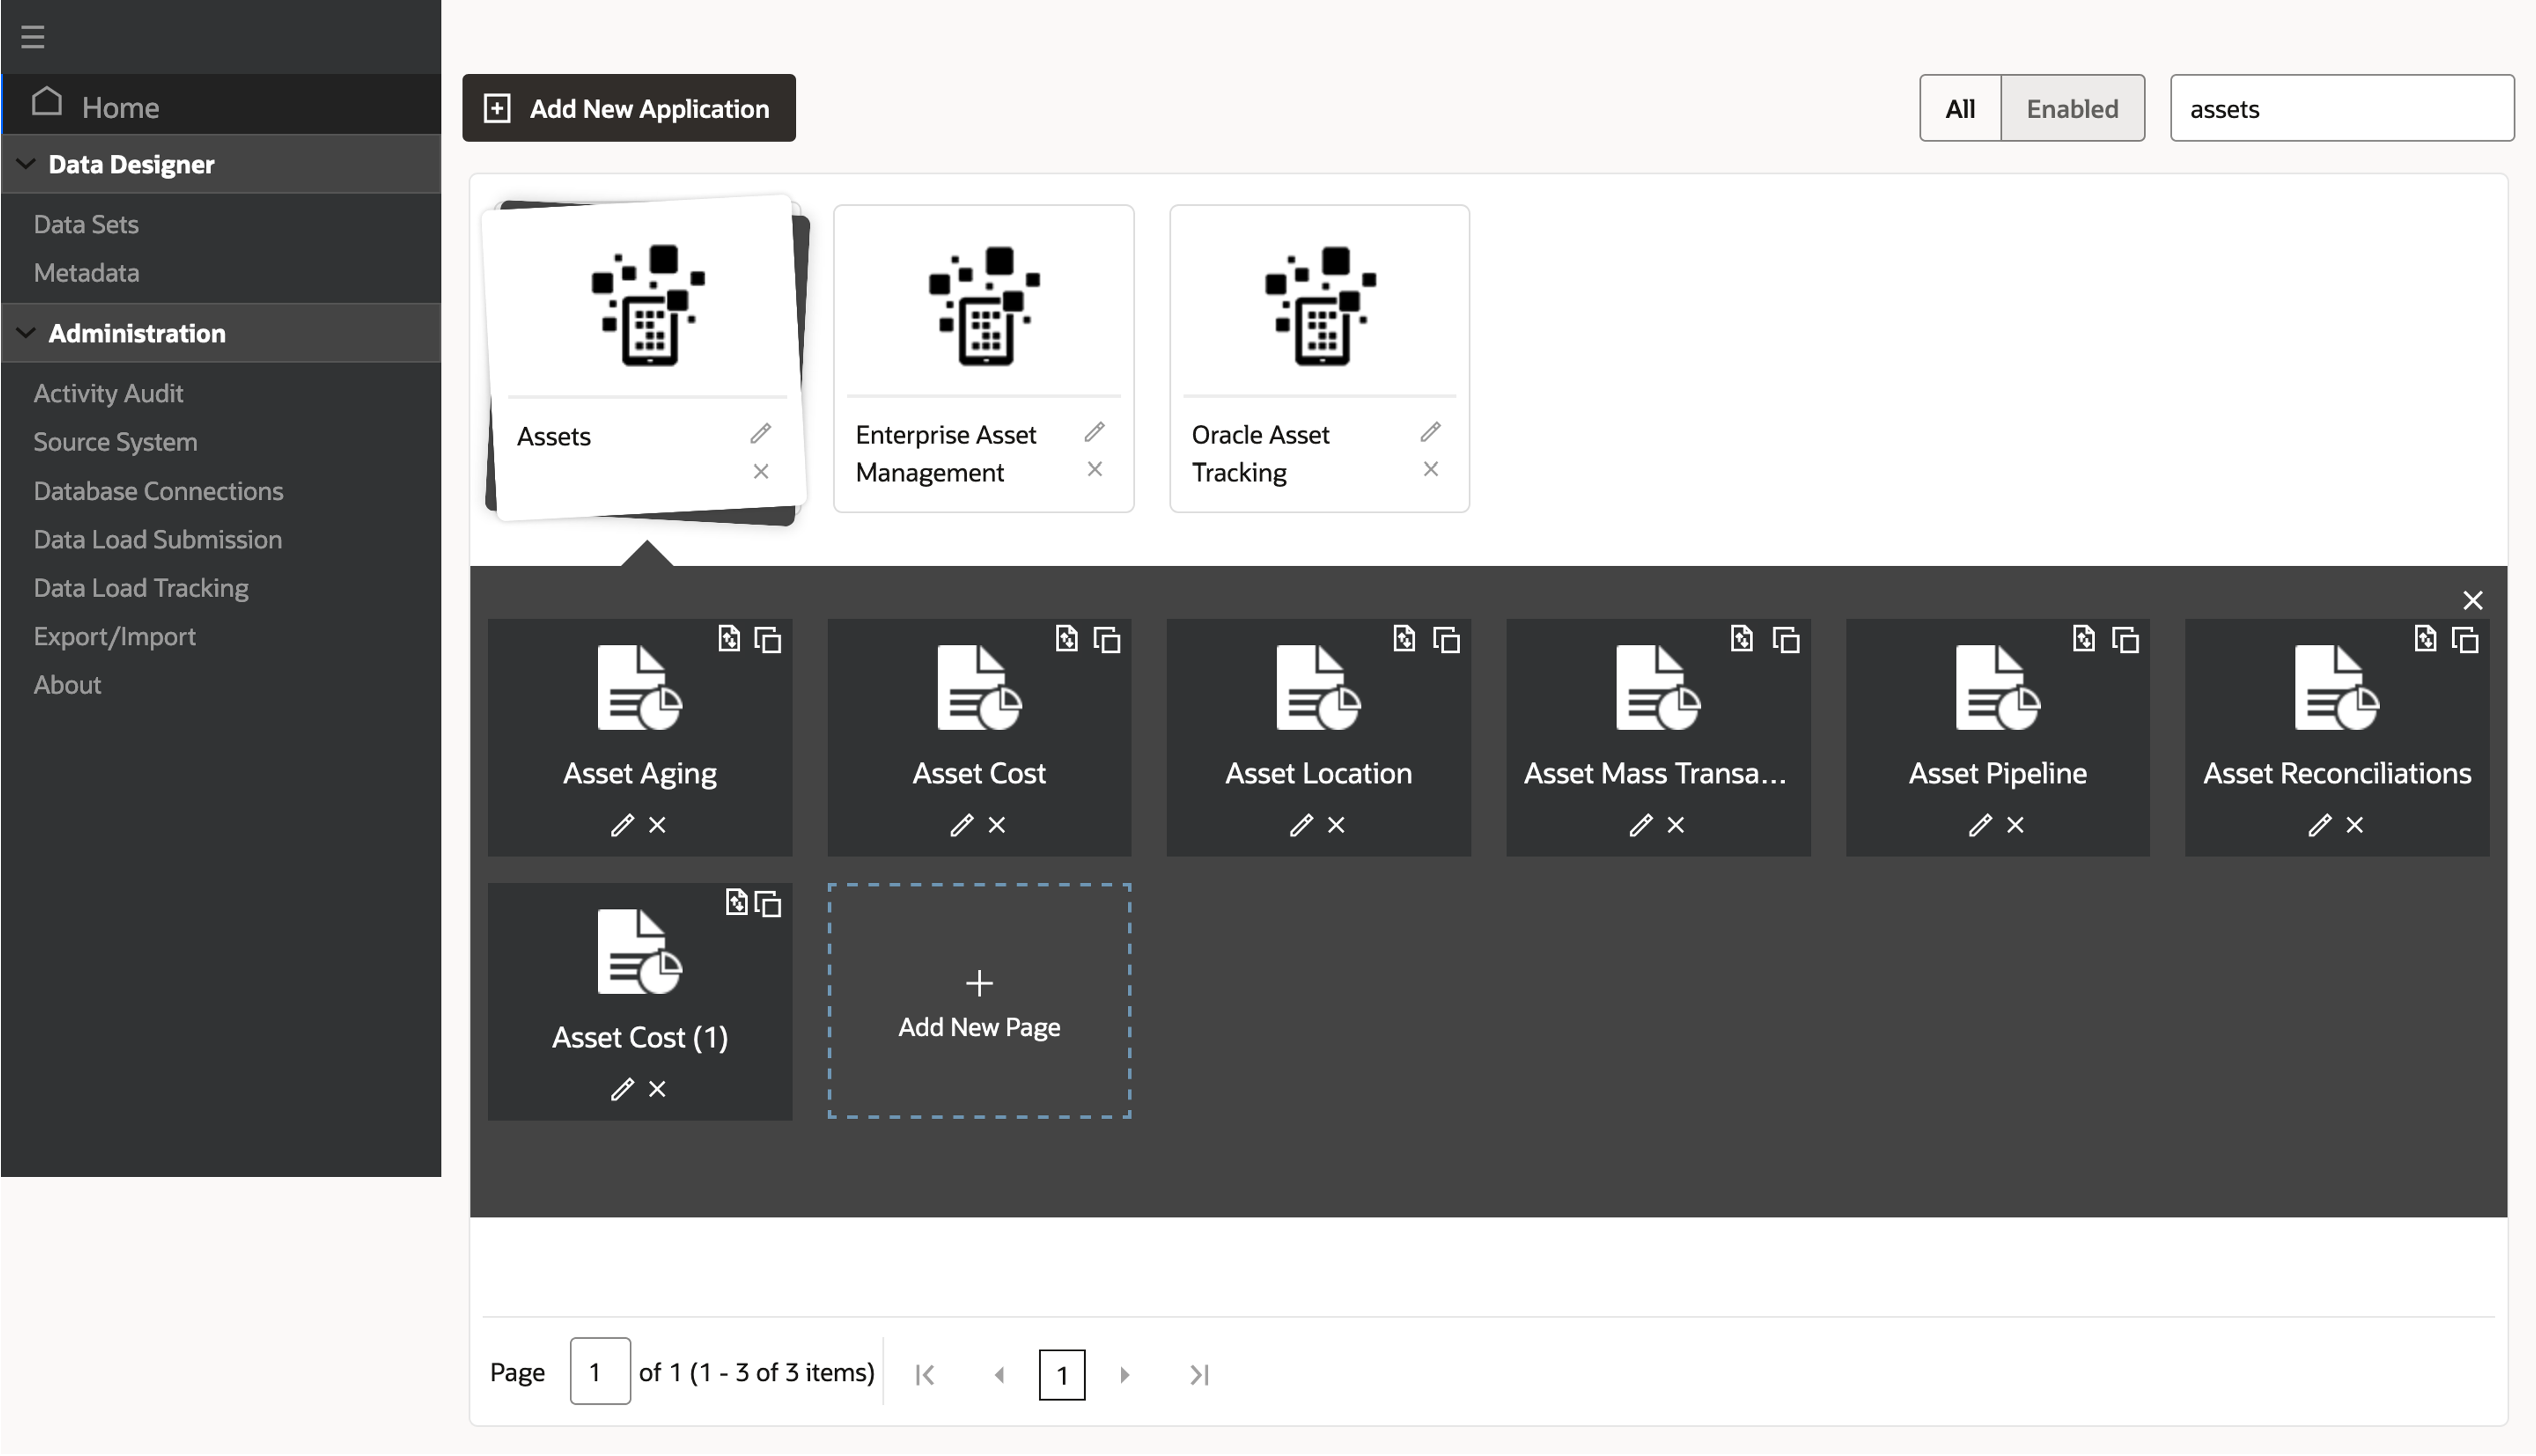 Home
Data Designer
Data Sets
Metadata
Administration
Activity Audit
Source System
Database Connections
Data Load Submission
Data Load Tracking
Export/Import
About
Add New Application
All
Enabled
assets
Assets
Enterprise Asset
Management
Oracle Asset
Tracking
Asset Aging
Asset Cost
Asset Location
Asset Mass Transa...
Asset Pipeline
Asset Reconciliations
Asset Cost (1)
Add New Page
Page 1 of 1 (1 - 3 of 3 items) 1